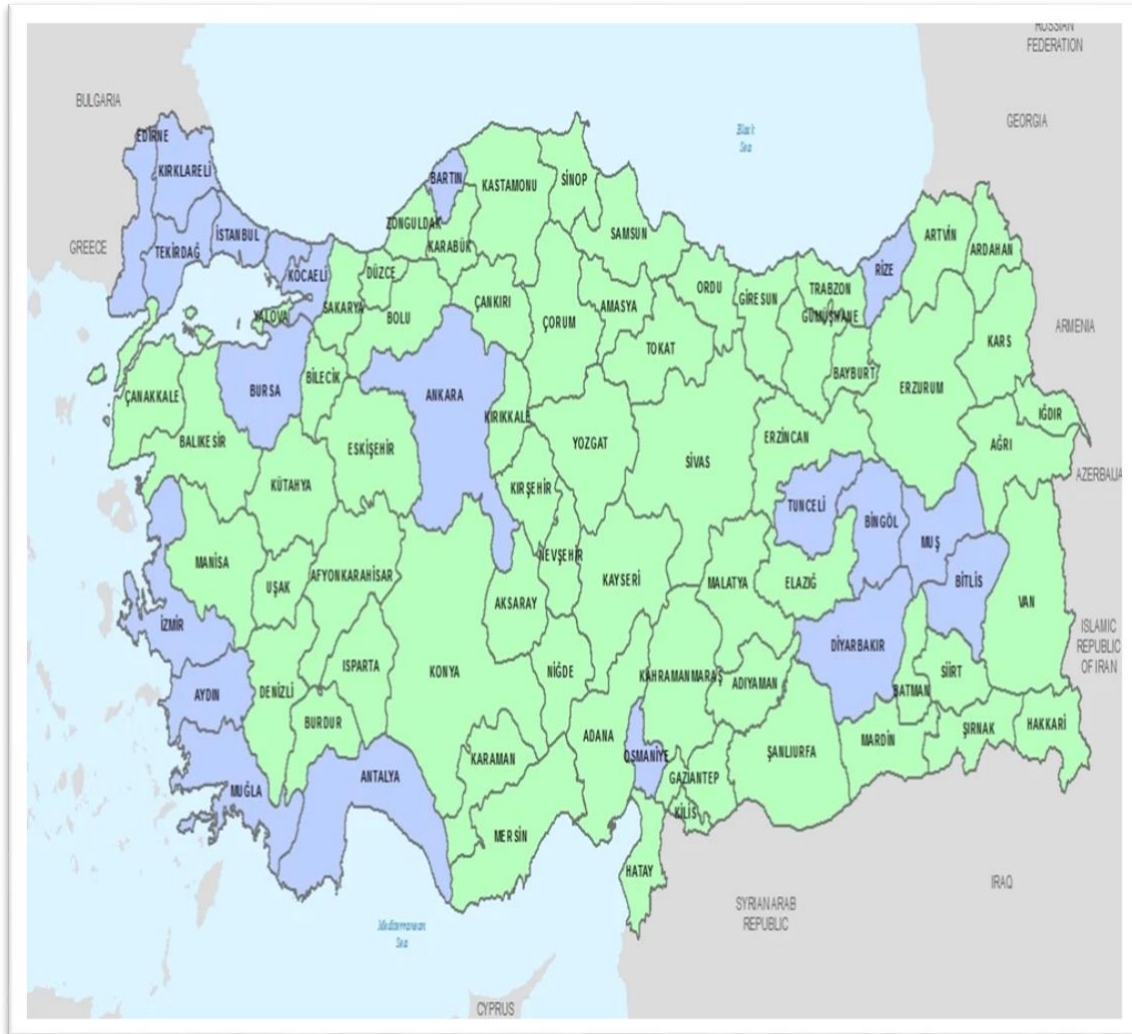 RUSSIAN
FEDERATION
BULGARIA
GEORGIA
Black
Sea
EDİRNE
KIRKLARELİ
BARTIN
KASTAMONU
SİNOP
ZONGULDAK
SAMSUN
ARTVİN
ARDAHAN
TEKİRDAĞ
İSTANBUL
GREECE
KARABÜK
KOCAELİ
DÜZCE
RİZE
ÇANKIRI
ORDU
GİRESUN
TRABZON
YALOVA
SAKARYA
BOLU
ÇORUM
AMASYA
GÜMÜŞHANE
ARMENIA
KARS
TOKAT
BAYBURT
ÇANAKKALE
BURSA
BİLECİK
ANKARA
ERZURUM
KIRIKKALE
IĞDIR
BALIKESİR
ESKİŞEHİR
YOZGAT
SİVAS
ERZİNCAN
AĞRI
KÜTAHYA
KIRŞEHİR
AZERBAIJA
TUNCELİ
BİNGÖL
MUŞ
MANİSA
UŞAK
AFYONKARAHİSAR
NEVŞEHİR
KAYSERİ
MALATYA
ELAZIĞ
BİTLİS
VAN
AKSARAY
İZMİR
DİYARBAKIR
ISLAMIC
REPUBLIC
OF IRAN
AYDIN
DENİZLİ
ISPARTA
KONYA
NİĞDE
KAHRAMANMARAŞ
ADIYAMAN
SİİRT
BATMAN
BURDUR
ADANA
MARDİN
ŞIRNAK
HAKKARİ
MUĞLA
ANTALYA
KARAMAN
OSMANİYE
GAZİANTEP
ŞANLIURFA
KİLİS
MERSİN
HATAY
IRAQ
SYRIAN ARAB
REPUBLIC
Mediterranean
Sea
CYPRUS